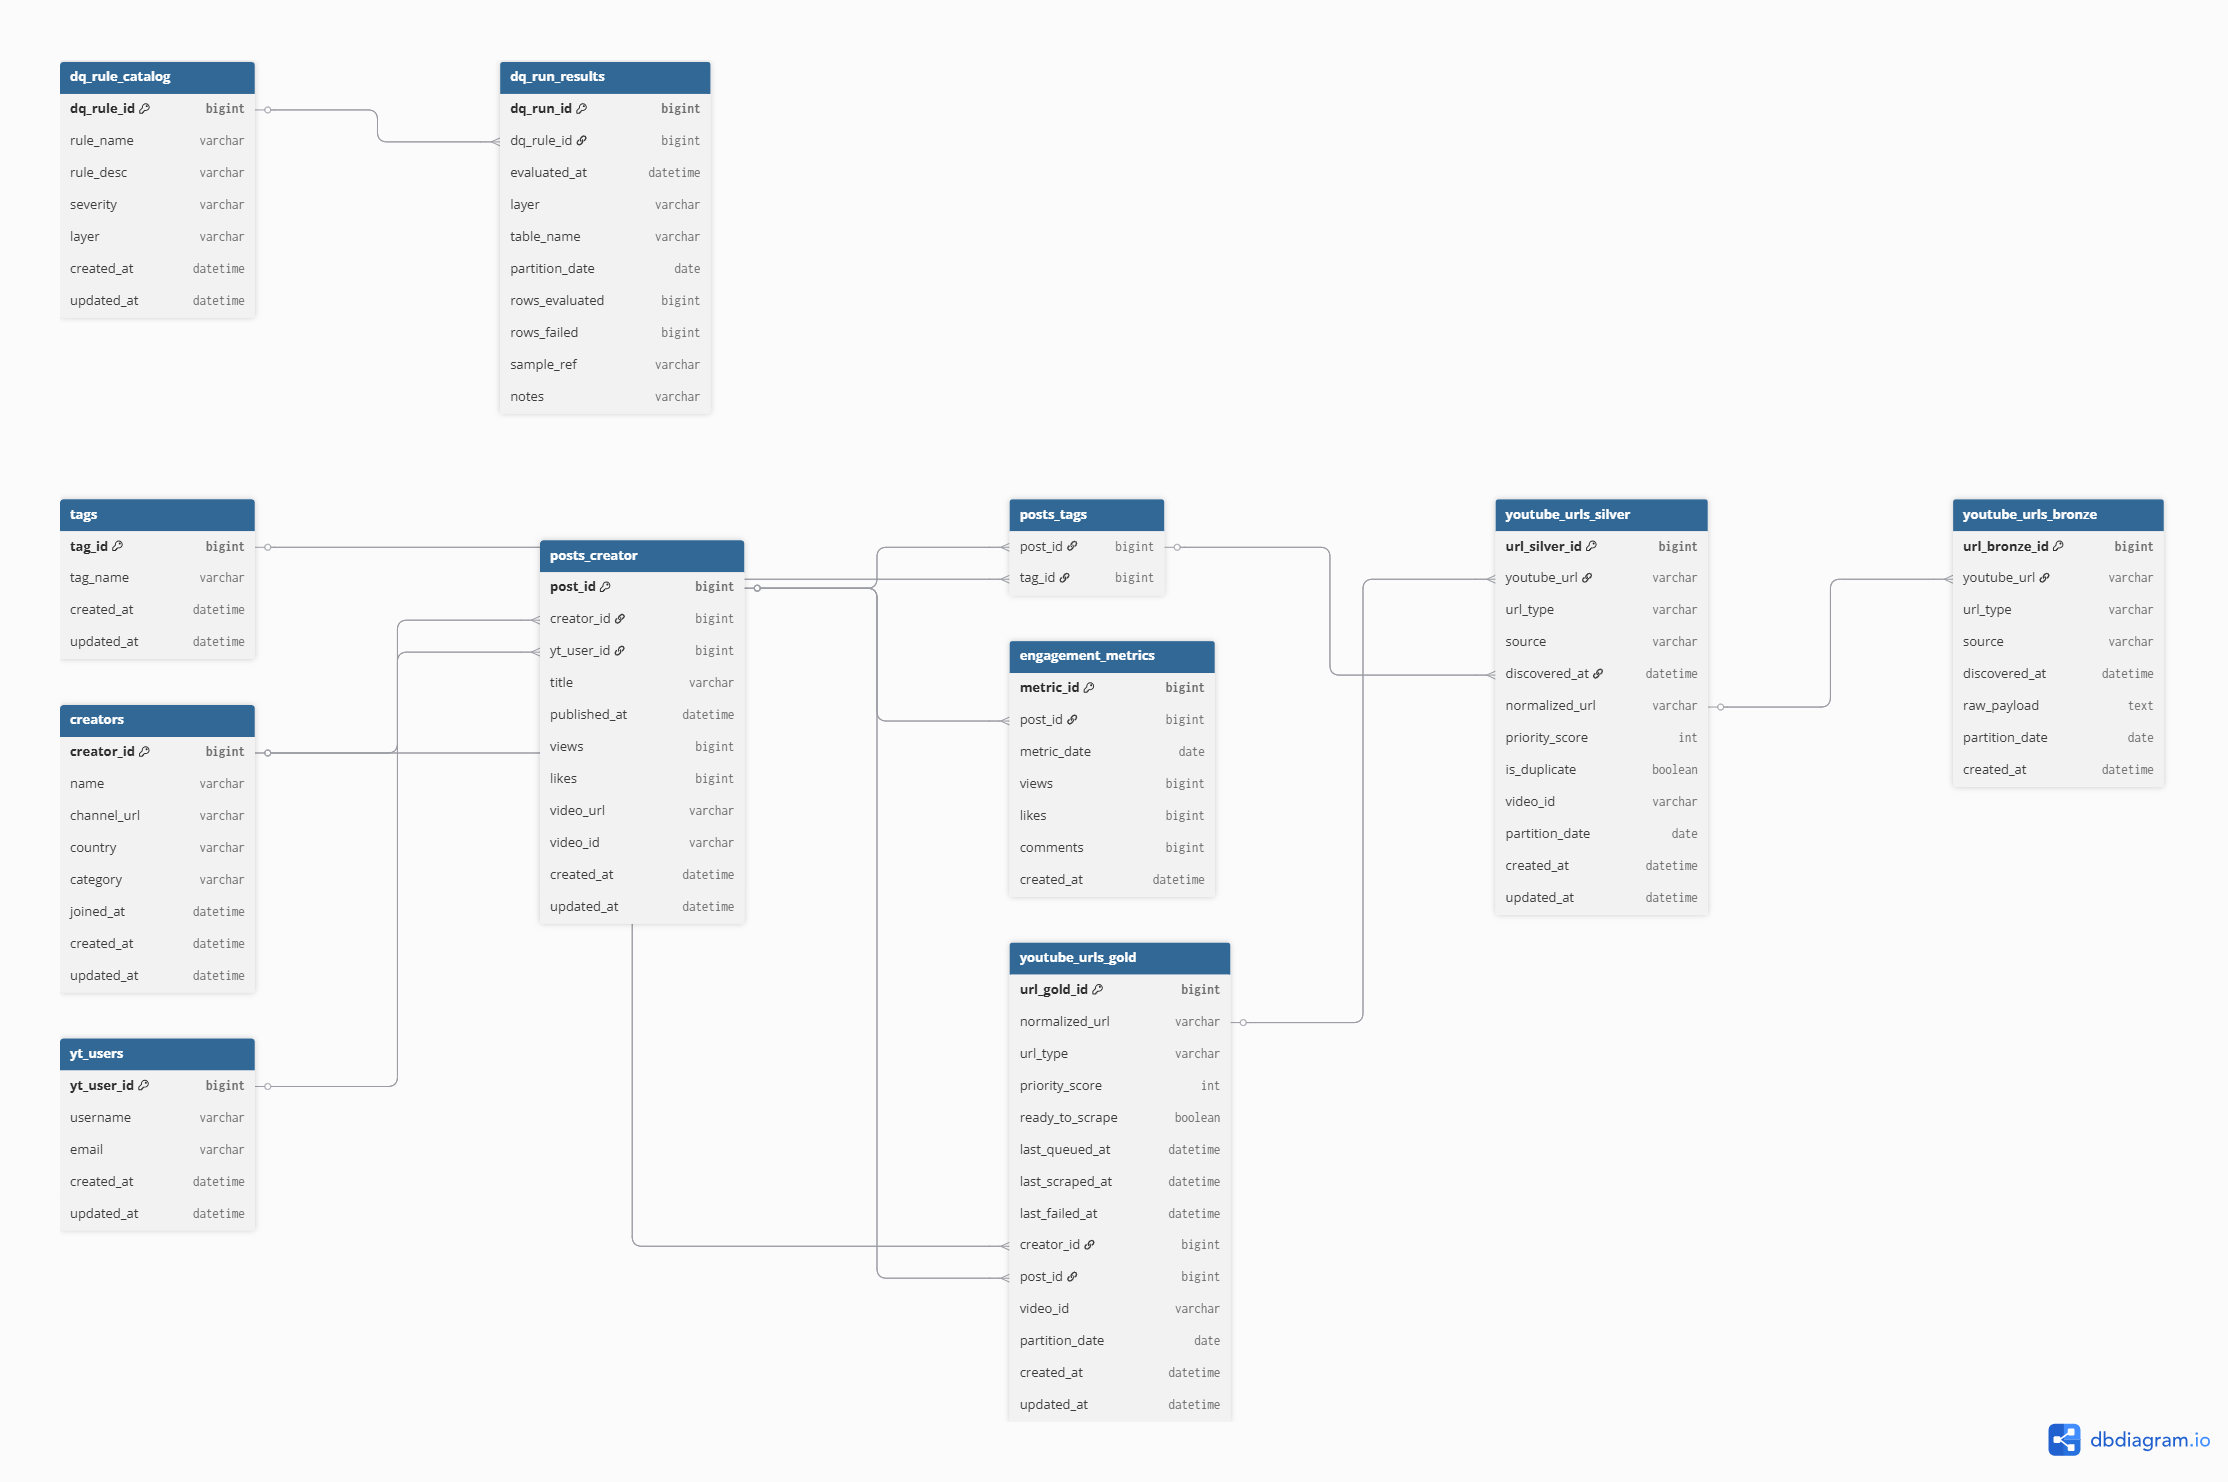 dq_rule_catalog
dq_rule_id bigint
rule_name varchar
rule_desc varchar
severity varchar
layer varchar
created_at datetime
updated_at datetime
dq_run_results
dq_run_id bigint
dq_rule_id bigint
evaluated_at datetime
layer varchar
table_name varchar
partition_date date
rows_evaluated bigint
rows_failed bigint
sample_ref varchar
notes varchar
tags
tag_id bigint
tag_name varchar
created_at datetime
updated_at datetime
creators
creator_id bigint
name varchar
channel_url varchar
country varchar
category varchar
joined_at datetime
created_at datetime
updated_at datetime
yt_users
yt_user_id bigint
username varchar
email varchar
created_at datetime
updated_at datetime
posts_creator
post_id bigint
creator_id bigint
yt_user_id bigint
title varchar
published_at datetime
views bigint
likes bigint
video_url varchar
video_id varchar
created_at datetime
updated_at datetime
posts_tags
post_id bigint
tag_id bigint
engagement_metrics
metric_id bigint
post_id bigint
metric_date date
views bigint
likes bigint
comments bigint
created_at datetime
youtube_urls_gold
url_gold_id bigint
normalized_url varchar
url_type varchar
priority_score int
ready_to_scrape boolean
last_queued_at datetime
last_scraped_at datetime
last_failed_at datetime
creator_id bigint
post_id bigint
video_id varchar
partition_date date
created_at datetime
updated_at datetime
youtube_urls_silver
url_silver_id bigint
youtube_url varchar
url_type varchar
source varchar
discovered_at datetime
normalized_url varchar
priority_score int
is_duplicate boolean
video_id varchar
partition_date date
created_at datetime
updated_at datetime
youtube_urls_bronze
url_bronze_id bigint
youtube_url varchar
url_type varchar
source varchar
discovered_at datetime
raw_payload text
partition_date date
created_at datetime
dbdiagram.io